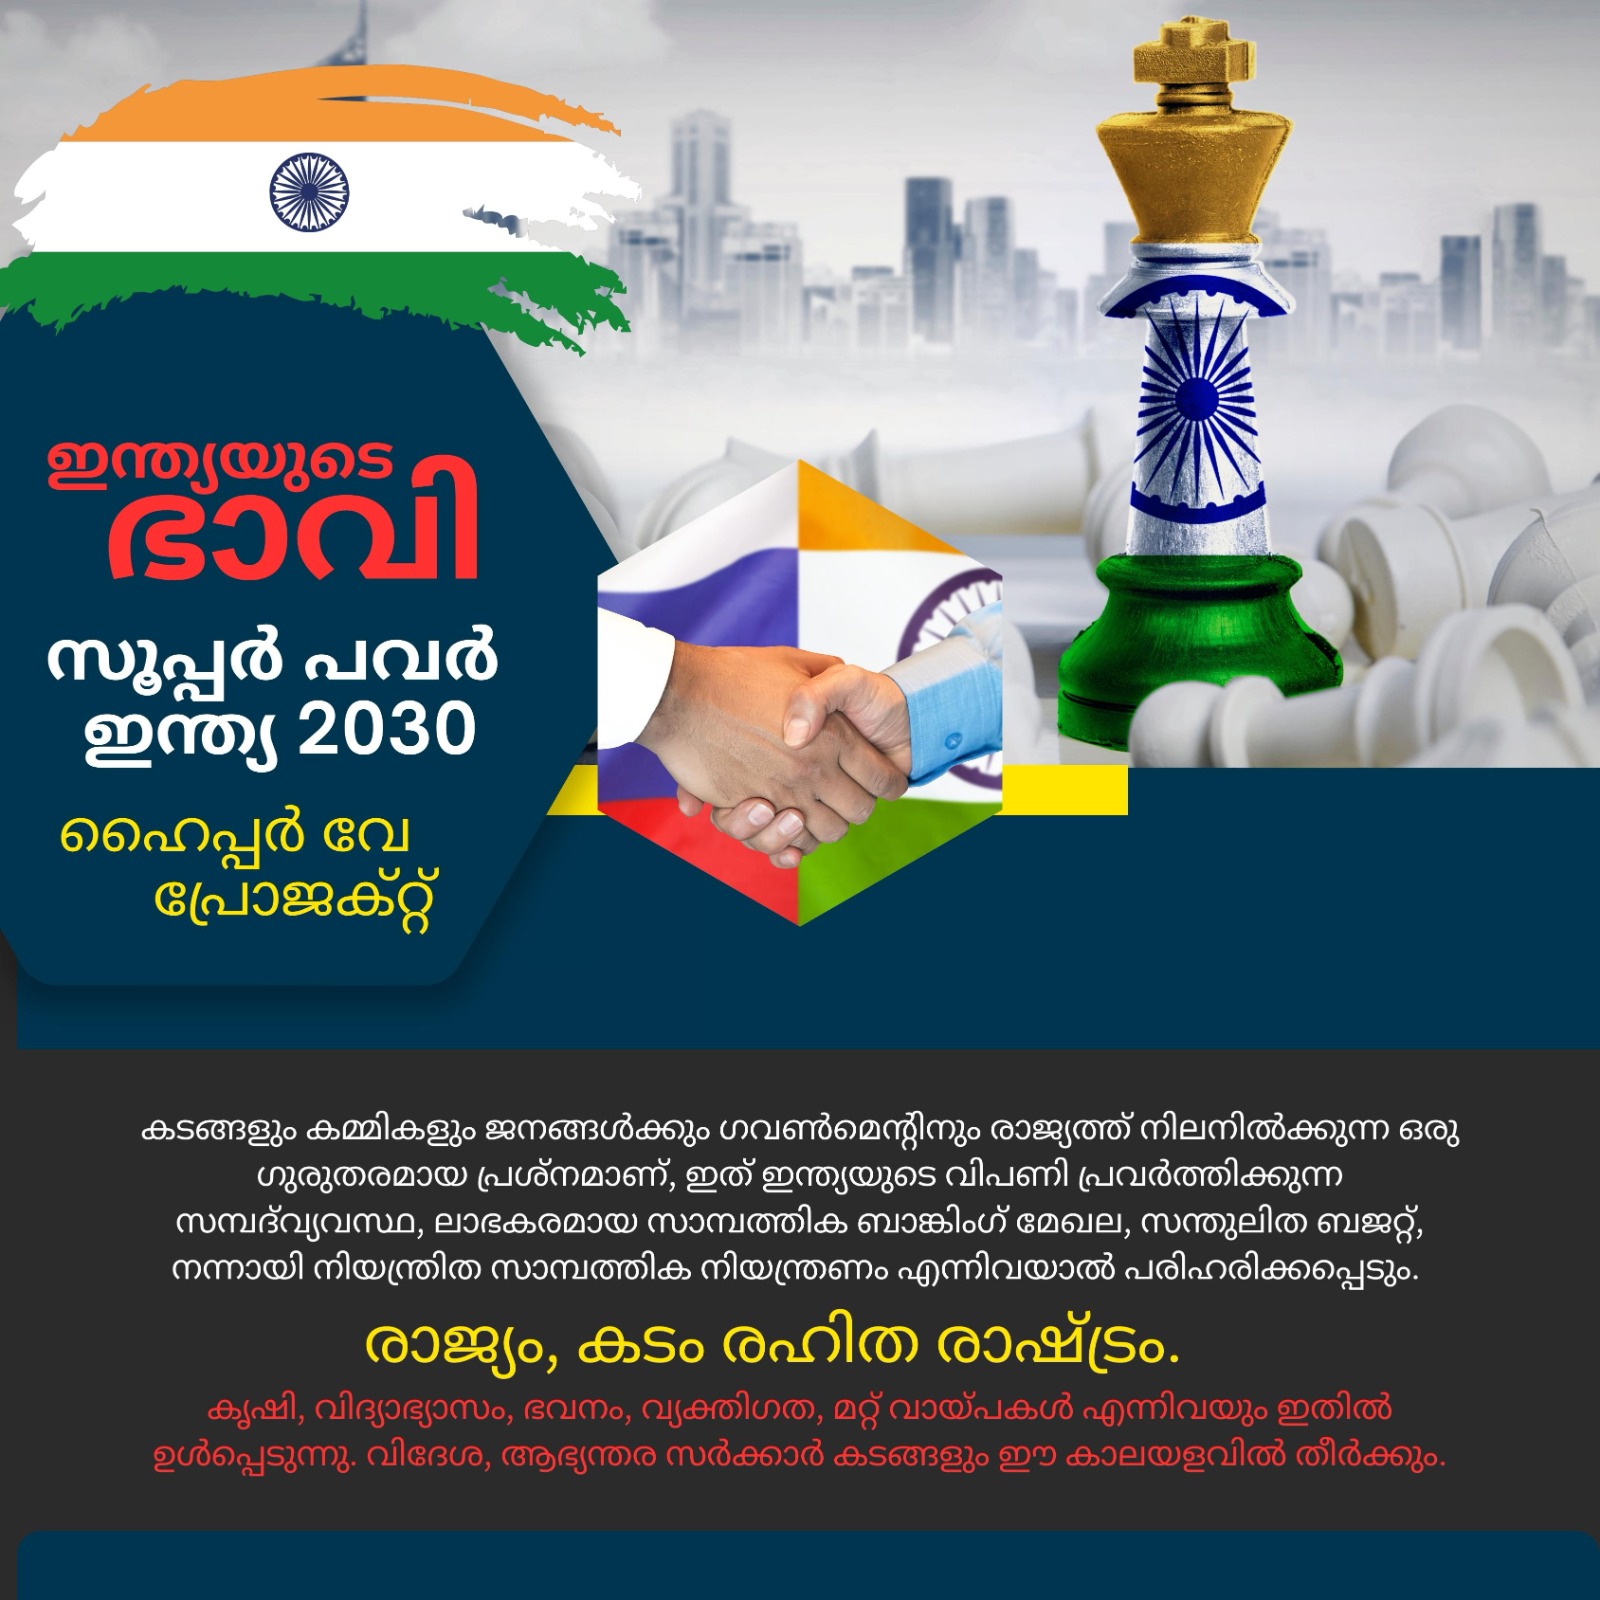 ഇന്ത്യയുടെ
ഭാവി
സൂപ്പർ പവർ
ഇന്ത്യ 2030
ഹൈപ്പർ വേ
പ്രോജക്റ്റ്
കടങ്ങളും കമ്മികളും ജനങ്ങൾക്കും ഗവൺമെന്റിനും രാജ്യത്ത് നിലനിൽക്കുന്ന ഒരു
ഗുരുതരമായ പ്രശ്നമാണ്, ഇത് ഇന്ത്യയുടെ വിപണി പ്രവർത്തിക്കുന്ന
സമ്പദ്‌വ്യവസ്ഥ, ലാഭകരമായ സാമ്പത്തിക ബാങ്കിംഗ് മേഖല, സന്തുലിത ബജറ്റ്,
നന്നായി നിയന്ത്രിത സാമ്പത്തിക നിയന്ത്രണം എന്നിവയാൽ പരിഹരിക്കപ്പെടും.
രാജ്യം, കടം രഹിത രാഷ്ട്രം.
കൃഷി, വിദ്യാഭ്യാസം, ഭവനം, വ്യക്തിഗത, മറ്റ് വായ്പകൾ എന്നിവയും ഇതിൽ
ഉൾപ്പെടുന്നു. വിദേശ, ആഭ്യന്തര സർക്കാർ കടങ്ങളും ഈ കാലയളവിൽ തീർക്കും.